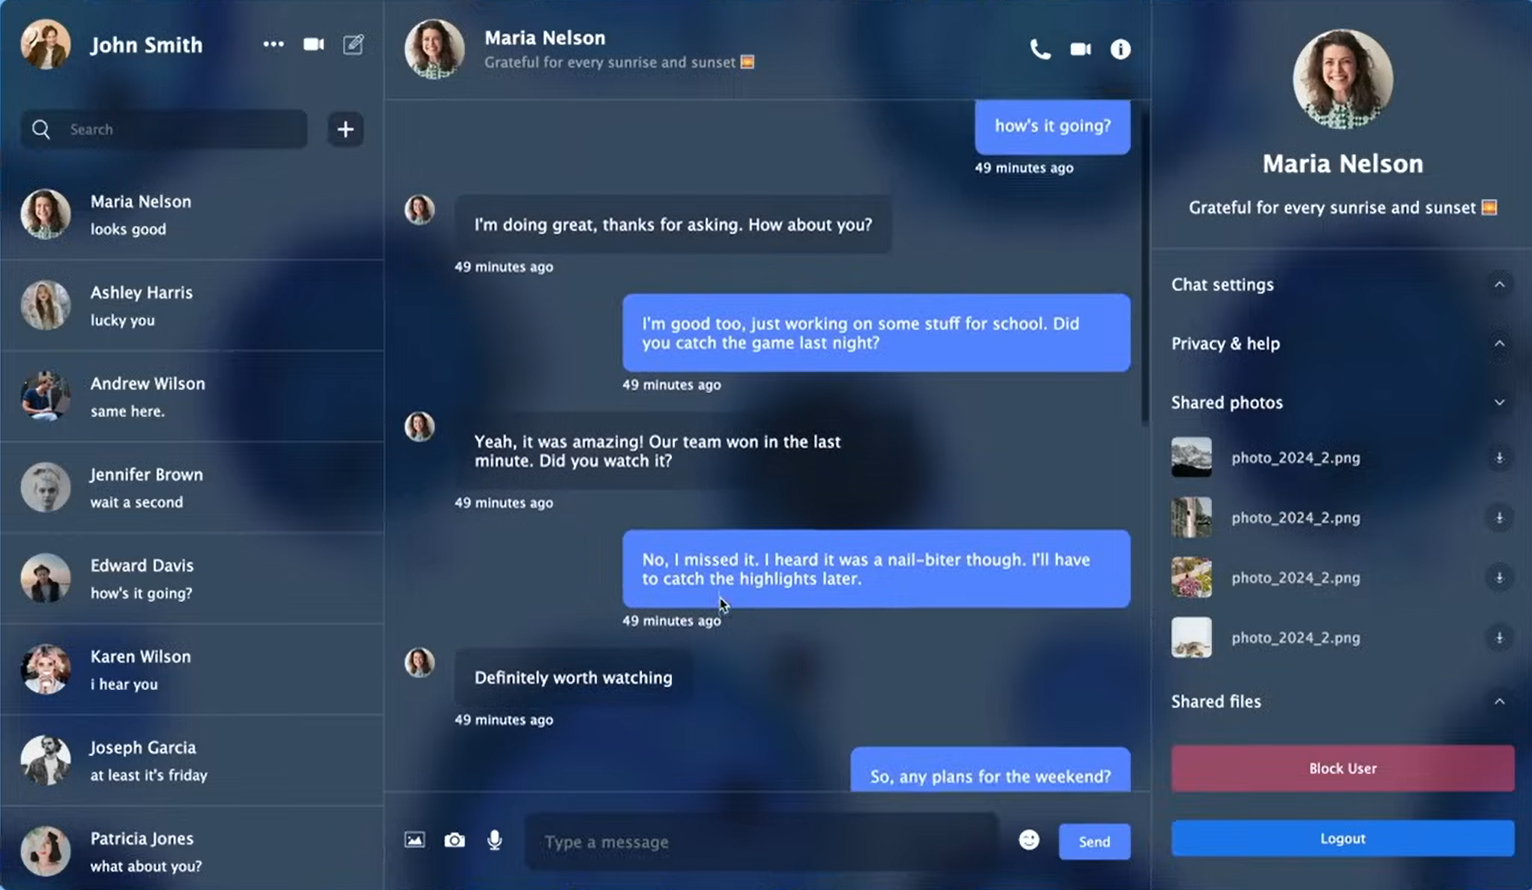 John Smith
Search
Maria Nelson
looks good
Ashley Harris
lucky you
Andrew Wilson
same here.
Jennifer Brown
wait a second
Edward Davis
how's it going?
Karen Wilson
i hear you
Joseph Garcia
at least it's friday
Patricia Jones
what about you?
Maria Nelson
Grateful for every sunrise and sunset 🌅
how's it going?
49 minutes ago
I'm doing great, thanks for asking. How about you?
49 minutes ago
I'm good too, just working on some stuff for school. Did
you catch the game last night?
49 minutes ago
Yeah, it was amazing! Our team won in the last
minute. Did you watch it?
49 minutes ago
No, I missed it. I heard it was a nail-biter though. I'll have
to catch the highlights later.
49 minutes ago
Definitely worth watching
49 minutes ago
So, any plans for the weekend?
Type a message
Send
Maria Nelson
Grateful for every sunrise and sunset 🌅
Chat settings
Privacy & help
Shared photos
photo_2024_2.png
photo_2024_2.png
photo_2024_2.png
photo_2024_2.png
Shared files
Block User
Logout